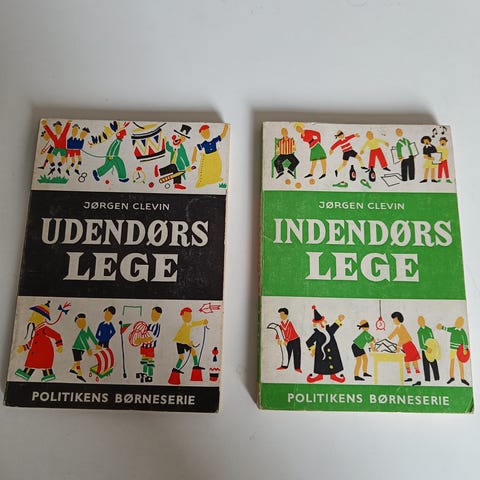 JØRGEN CLEVIN
UDENDØRS
LEGE
POLITIKENS BØRNESERIE
JØRGEN CLEVIN
INDENDØRS
LEGE
POLITIKENS BØRNESERIE